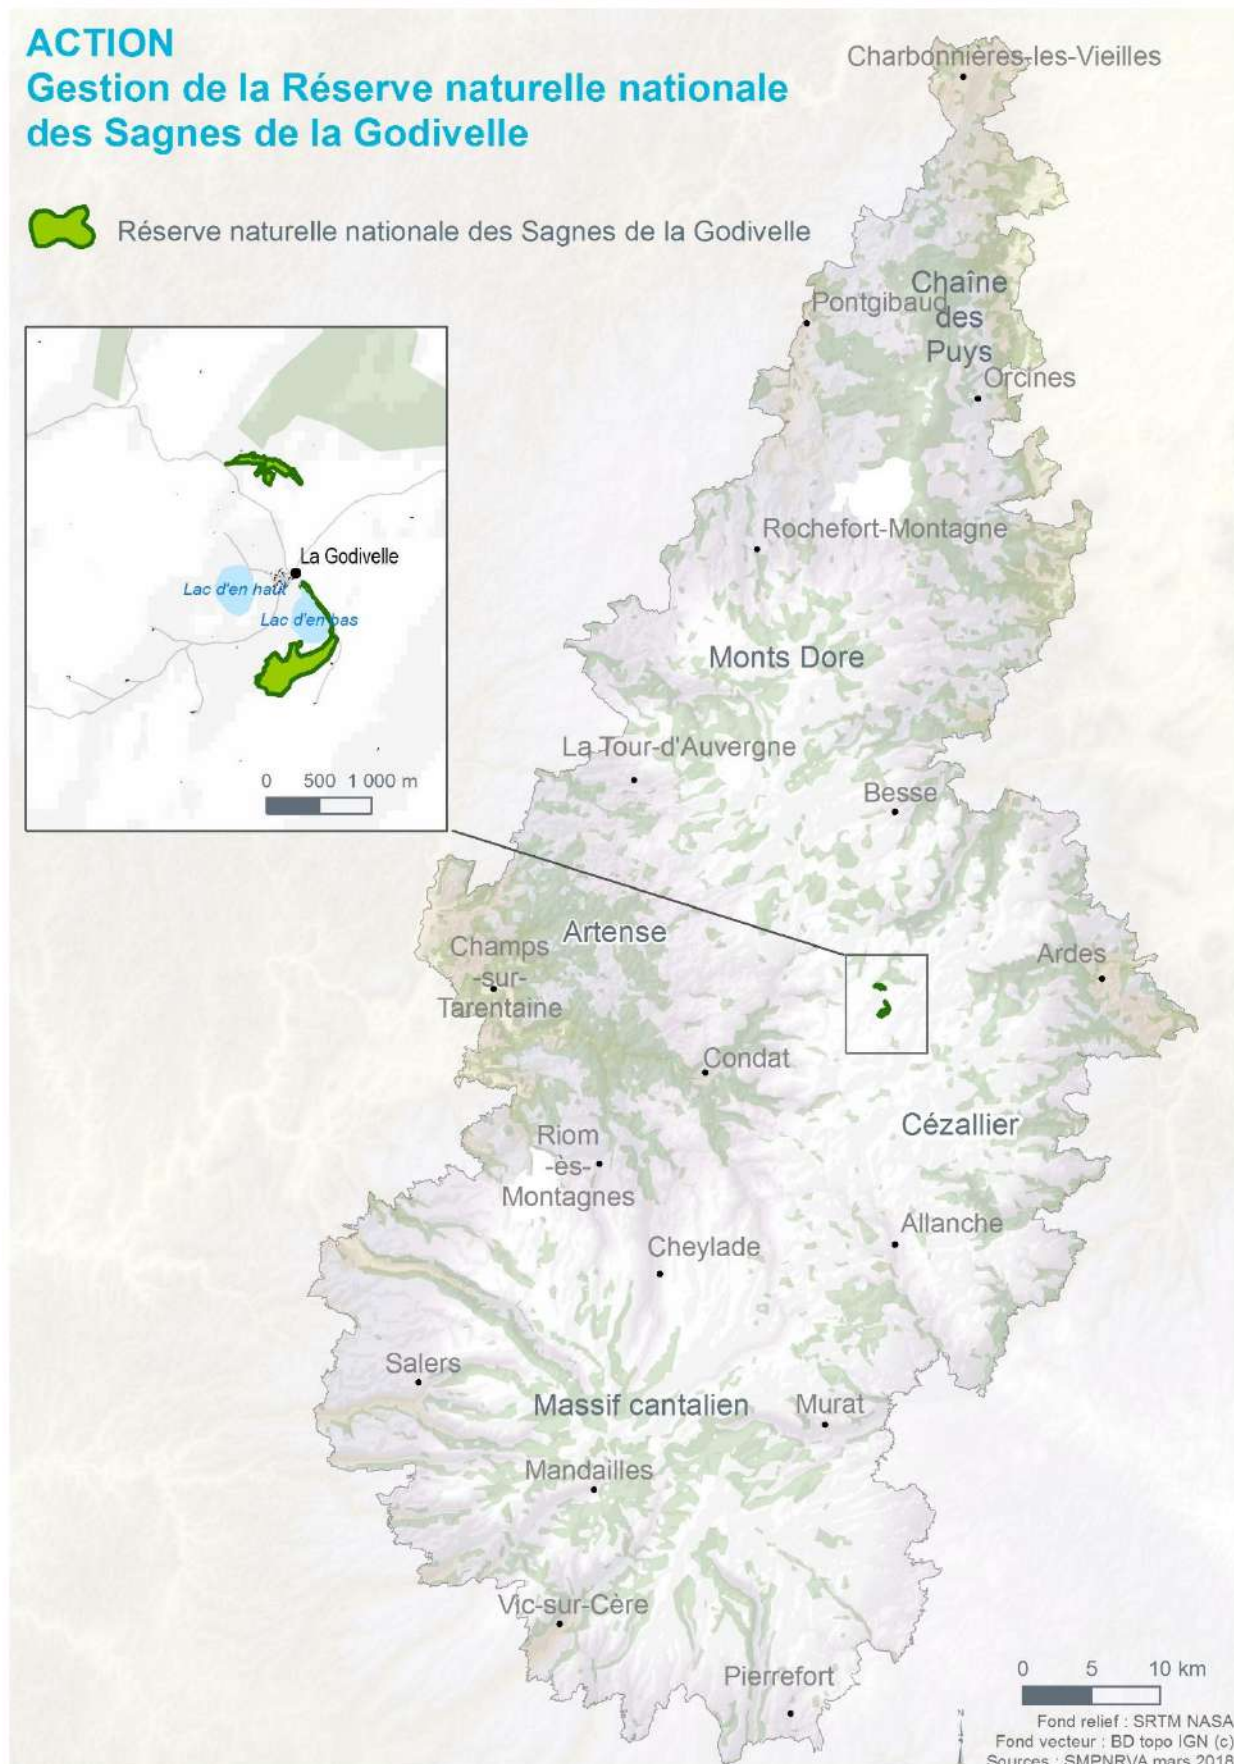 ACTION
Gestion de la Réserve naturelle nationale
des Sagnes de la Godivelle
Réserve naturelle nationale des Sagnes de la Godivelle
La Godivelle
Lac d'en haut
Lac d'en bas
0 500 1 000 m
Charbonnières-les-Vieilles
Chaîne
des
Puys
Pontgibaud
Orcines
Rochefort-Montagne
Monts Dore
La Tour-d'Auvergne
Besse
Artense
Champs
-sur-
Tarentaine
Ardes
Condat
Cézallier
Riom
-ès-
Montagnes
Allanche
Cheylade
Salers
Massif cantalien
Murat
Mandailles
Vic-sur-Cère
Pierrefort
0 5 10 km
N
Fond relief : SRTM NASA
Fond vecteur : BD topo IGN (c)
Sources : SMPNRVA mars 2018